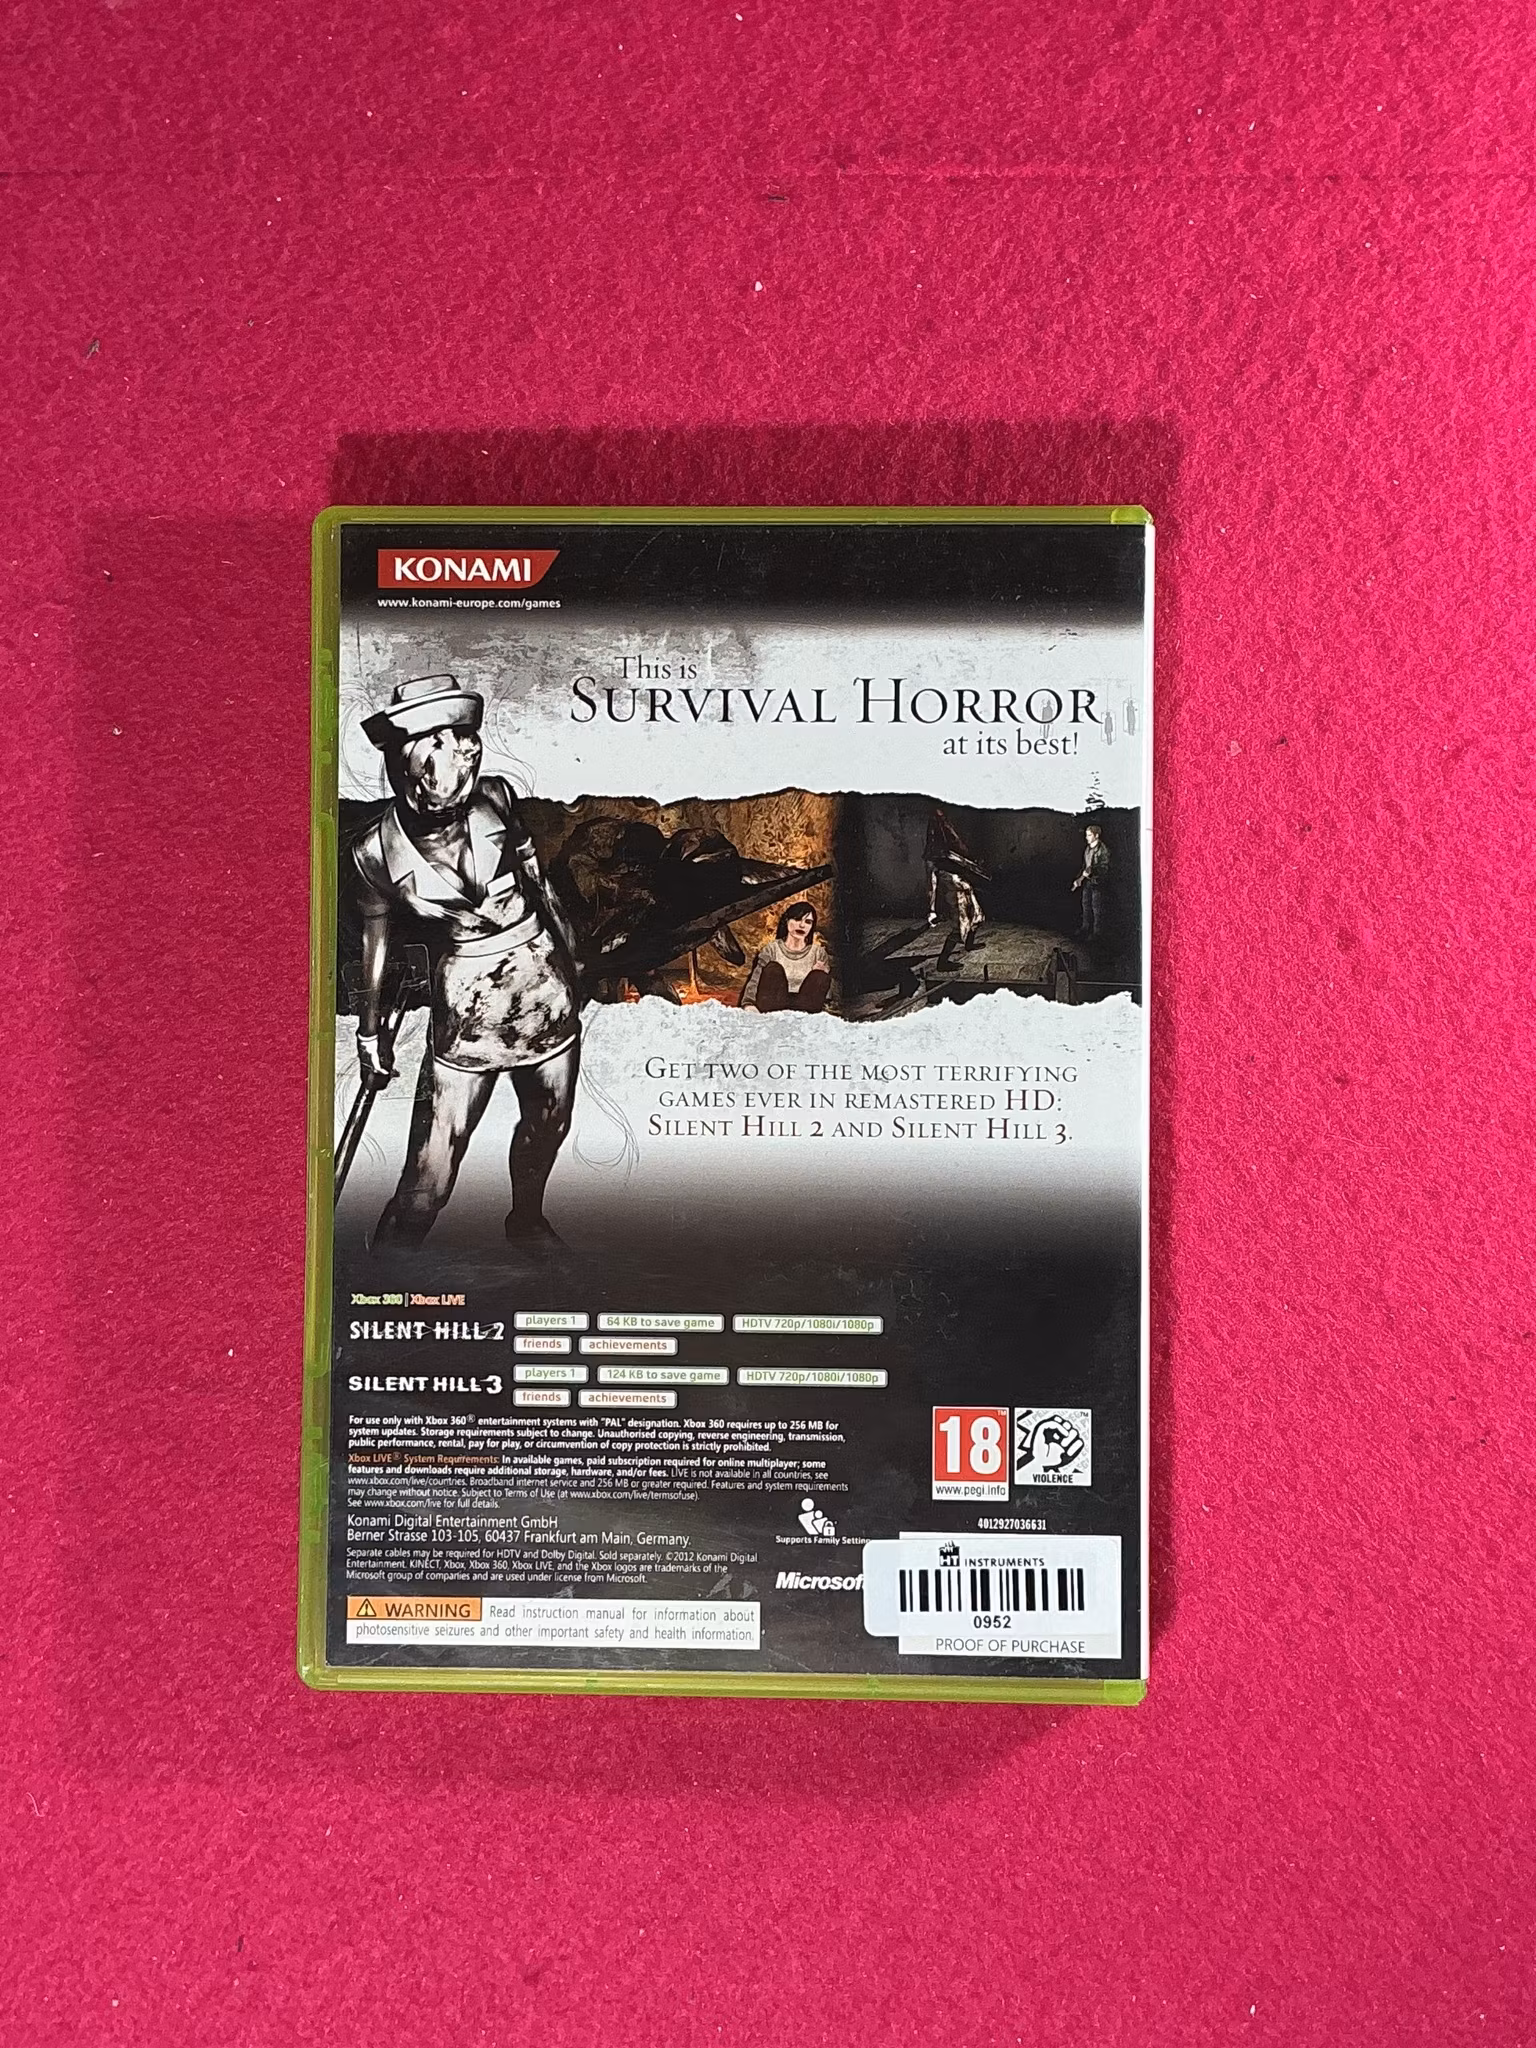 KONAMI
www.konami-europe.com/games
This is
SURVIVAL HORROR
at its best!
GET TWO OF THE MOST TERRIFYING
GAMES EVER IN REMASTERED HD:
SILENT HILL 2 AND SILENT HILL 3.
Xbox 360 | Xbox LIVE
SILENT HILL 2
players 1
64 KB to save game
HDTV 720p/1080i/1080p
friends
achievements
SILENT HILL 3
players 1
124 KB to save game
HDTV 720p/1080i/1080p
friends
achievements
For use only with Xbox 360® entertainment systems with "PAL" designation. Xbox 360 requires up to 256 MB for
system updates. Storage requirements subject to change. Unauthorised copying, reverse engineering, transmission,
public performance, rental, pay for play, or circumvention of copy protection is strictly prohibited.
Xbox LIVE® System Requirements: In available games, paid subscription required for online multiplayer; some
features and downloads require additional storage, hardware, and/or fees. LIVE is not available in all countries, see
www.xbox.com/live/countries. Broadband internet service and 256 MB or greater required. Features and system requirements
may change without notice. Subject to Terms of Use (at www.xbox.com/live/termsofuse).
See www.xbox.com/live for full details.
Konami Digital Entertainment GmbH
Berner Strasse 103-105, 60437 Frankfurt am Main, Germany.
Separate cables may be required for HDTV and Dolby Digital. Sold separately. ©2012 Konami Digital
Entertainment. KINECT, Xbox, Xbox 360, Xbox LIVE, and the Xbox logos are trademarks of the
Microsoft group of companies and are used under license from Microsoft.
WARNING Read instruction manual for information about
photosensitive seizures and other important safety and health information.
Supports Family Settin
Microsof
18™
www.pegi.info
™
VIOLENCE
4012927036631
HT INSTRUMENTS
0952
PROOF OF PURCHASE